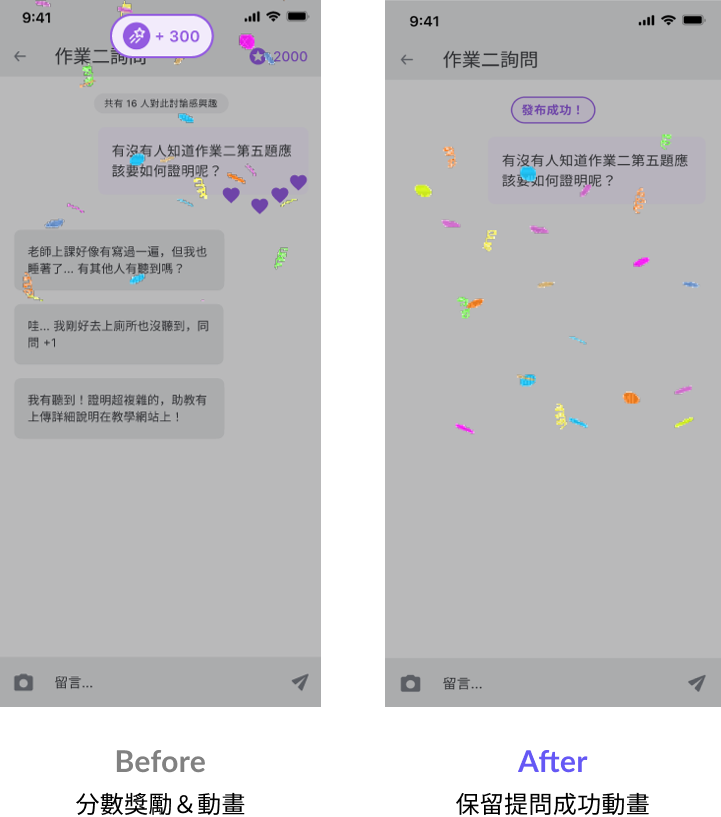 9:41
+ 300
作業二詢問
2000
共有 16 人對此討論感興趣
有沒有人知道作業二第五題應
該要如何證明呢？
老師上課好像有寫過一遍，但我也
睡著了... 有其他人有聽到嗎？
哇... 我剛好去上廁所也沒聽到，同
問 +1
我有聽到！證明超複雜的，助教有
上傳詳細說明在教學網站上！
留言...
Before
分數獎勵＆動畫
9:41
作業二詢問
發布成功！
有沒有人知道作業二第五題應
該要如何證明呢？
留言...
After
保留提問成功動畫